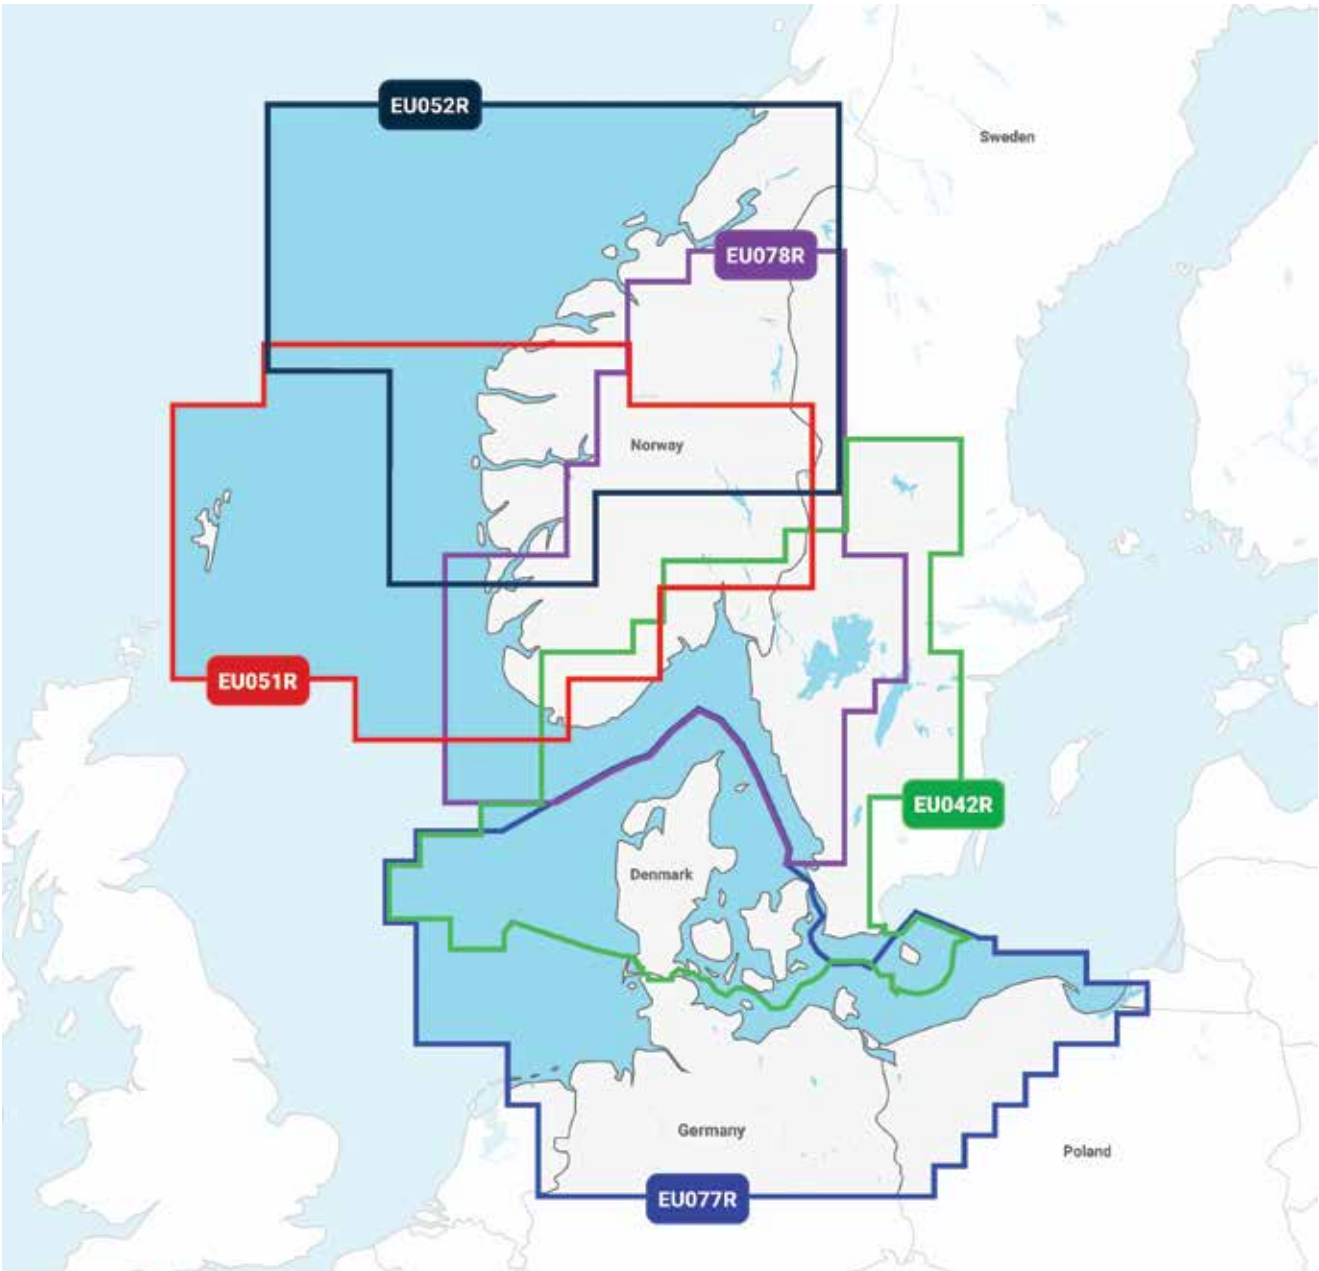 EU052R
Sweden
EU078R
Norway
EU051R
EU042R
Denmark
Germany
Poland
EU077R